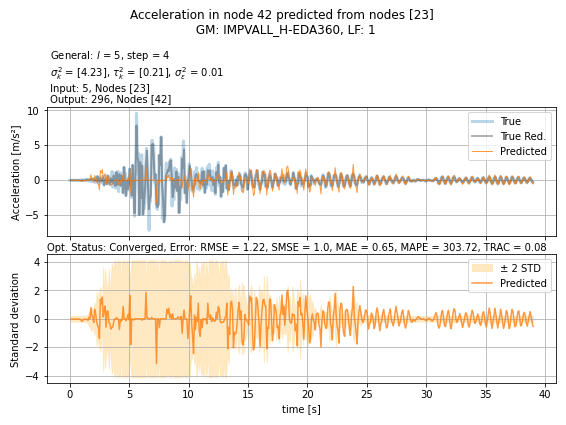 Acceleration in node 42 predicted from nodes [23]
GM: IMPVALL_H-EDA360, LF: 1
General: l = 5, step = 4
σ²ₖ = [4.23], τ²ₖ = [0.21], σ²ε = 0.01
Input: 5, Nodes [23]
Output: 296, Nodes [42]
Acceleration [m/s²]
10
5
0
−5
True
True Red.
Predicted
Opt. Status: Converged, Error: RMSE = 1.22, SMSE = 1.0, MAE = 0.65, MAPE = 303.72, TRAC = 0.08
Standard deviation
4
2
0
−2
−4
± 2 STD
Predicted
0 5 10 15 20 25 30 35 40
time [s]